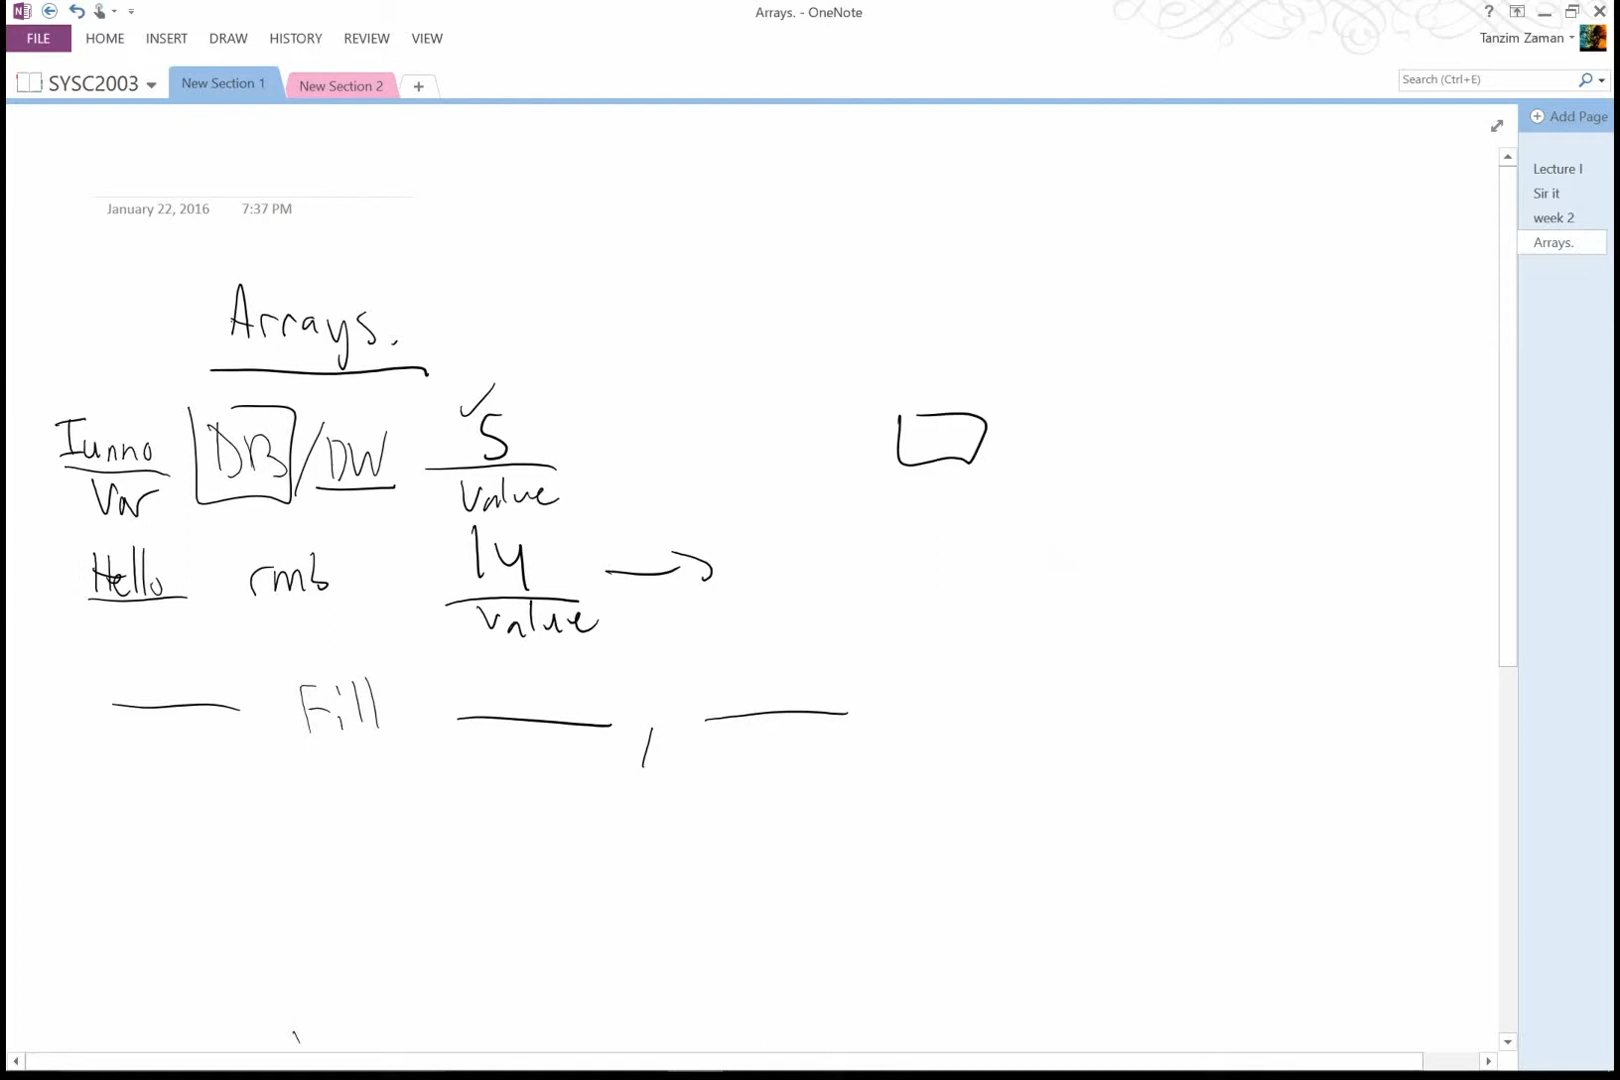 Arrays. - OneNote
?
FILE HOME INSERT DRAW HISTORY REVIEW VIEW
Tanzim Zaman
SYSC2003 New Section 1 New Section 2 +
Search (Ctrl+E)
Add Page
Lecture I
Sir it
week 2
Arrays.
January 22, 2016 7:37 PM
Arrays.
Iunno DB / DW 5
Var value
Hello rmb 14
value
Fill ,